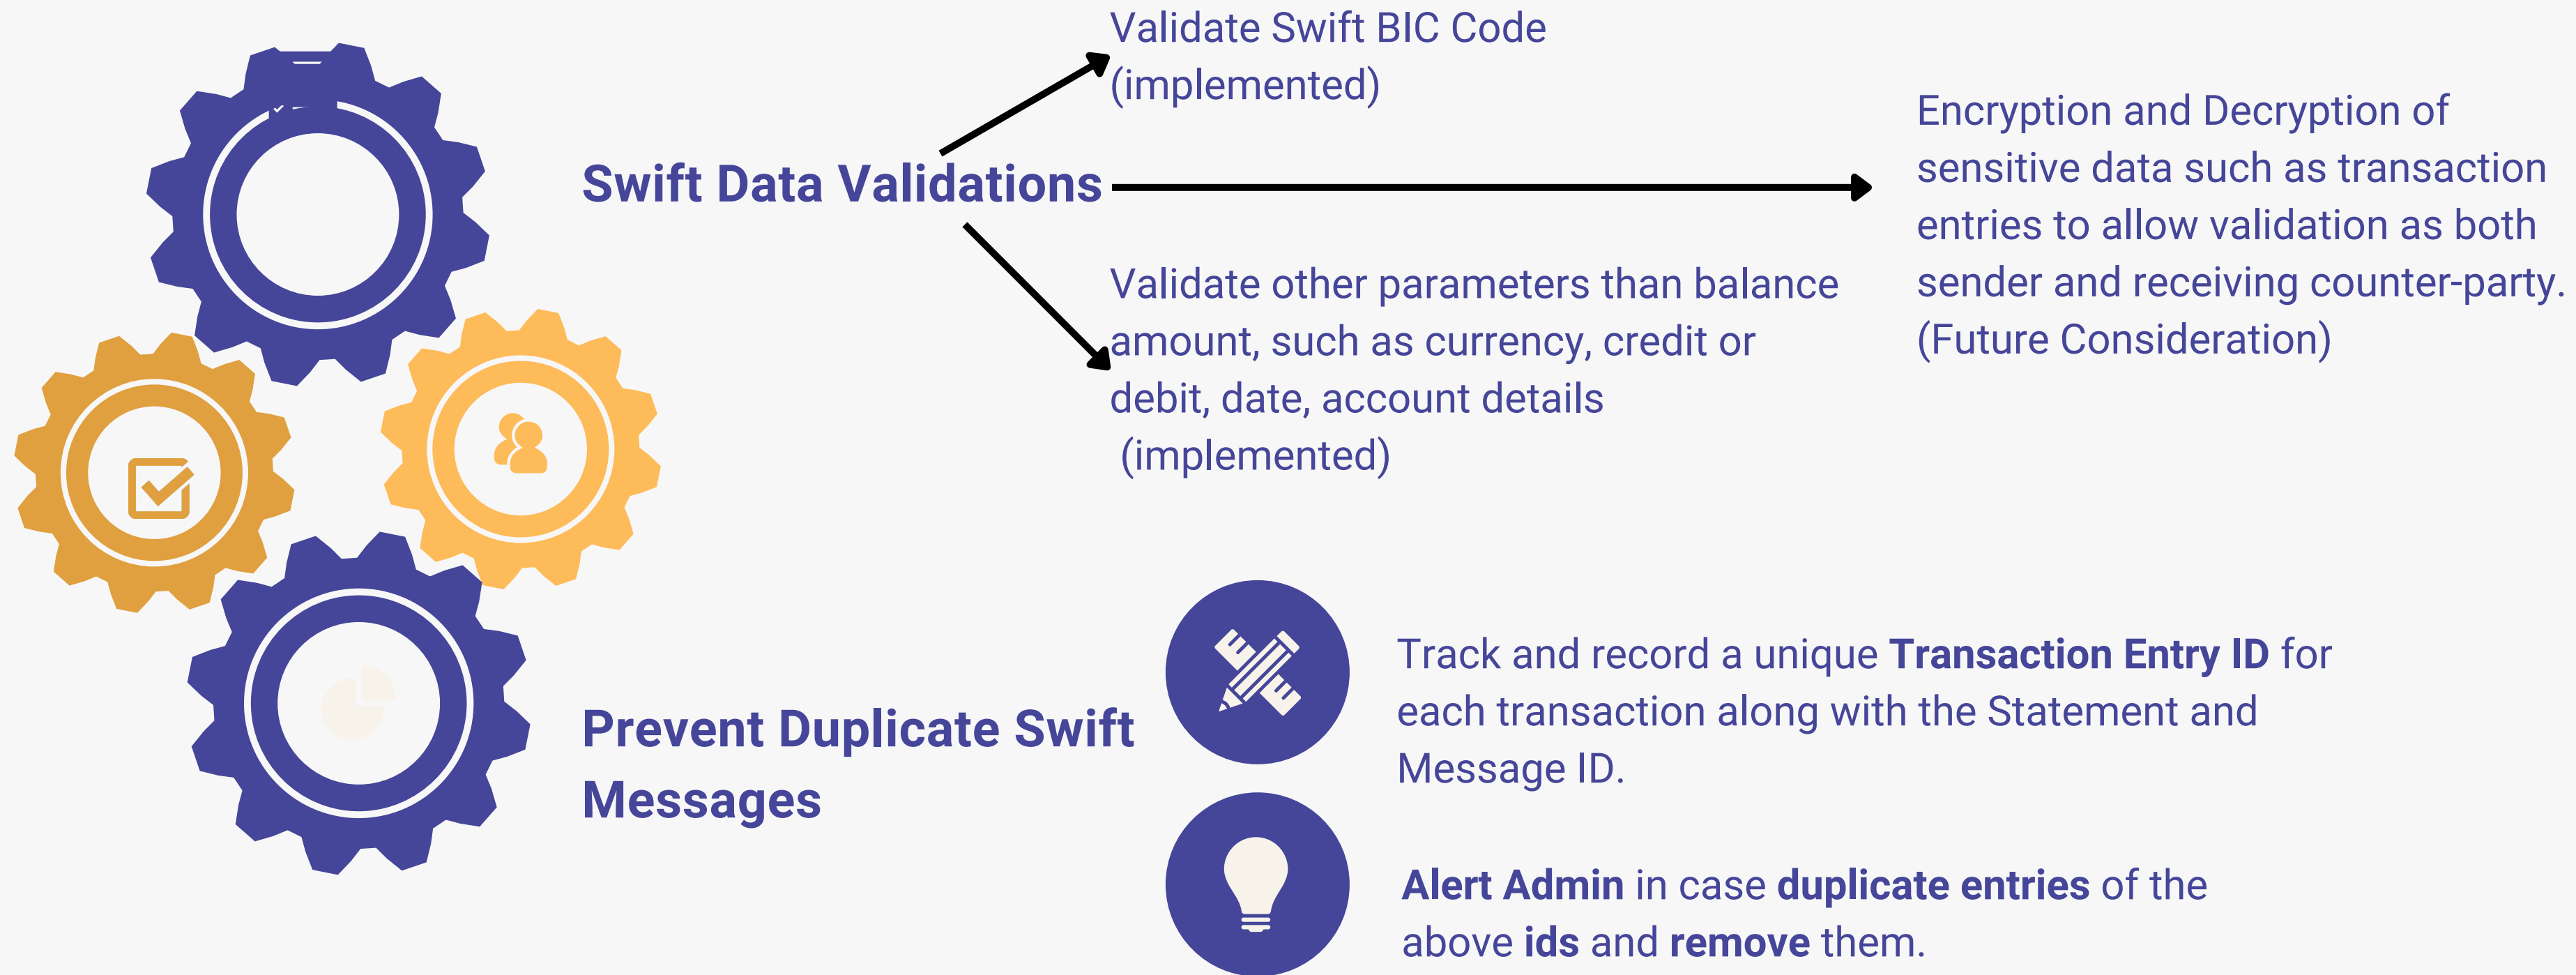 Validate Swift BIC Code
(implemented)
Swift Data Validations
Encryption and Decryption of
sensitive data such as transaction
entries to allow validation as both
sender and receiving counter-party.
(Future Consideration)
Validate other parameters than balance
amount, such as currency, credit or
debit, date, account details
(implemented)
Prevent Duplicate Swift
Messages
Track and record a unique Transaction Entry ID for
each transaction along with the Statement and
Message ID.
Alert Admin in case duplicate entries of the
above ids and remove them.